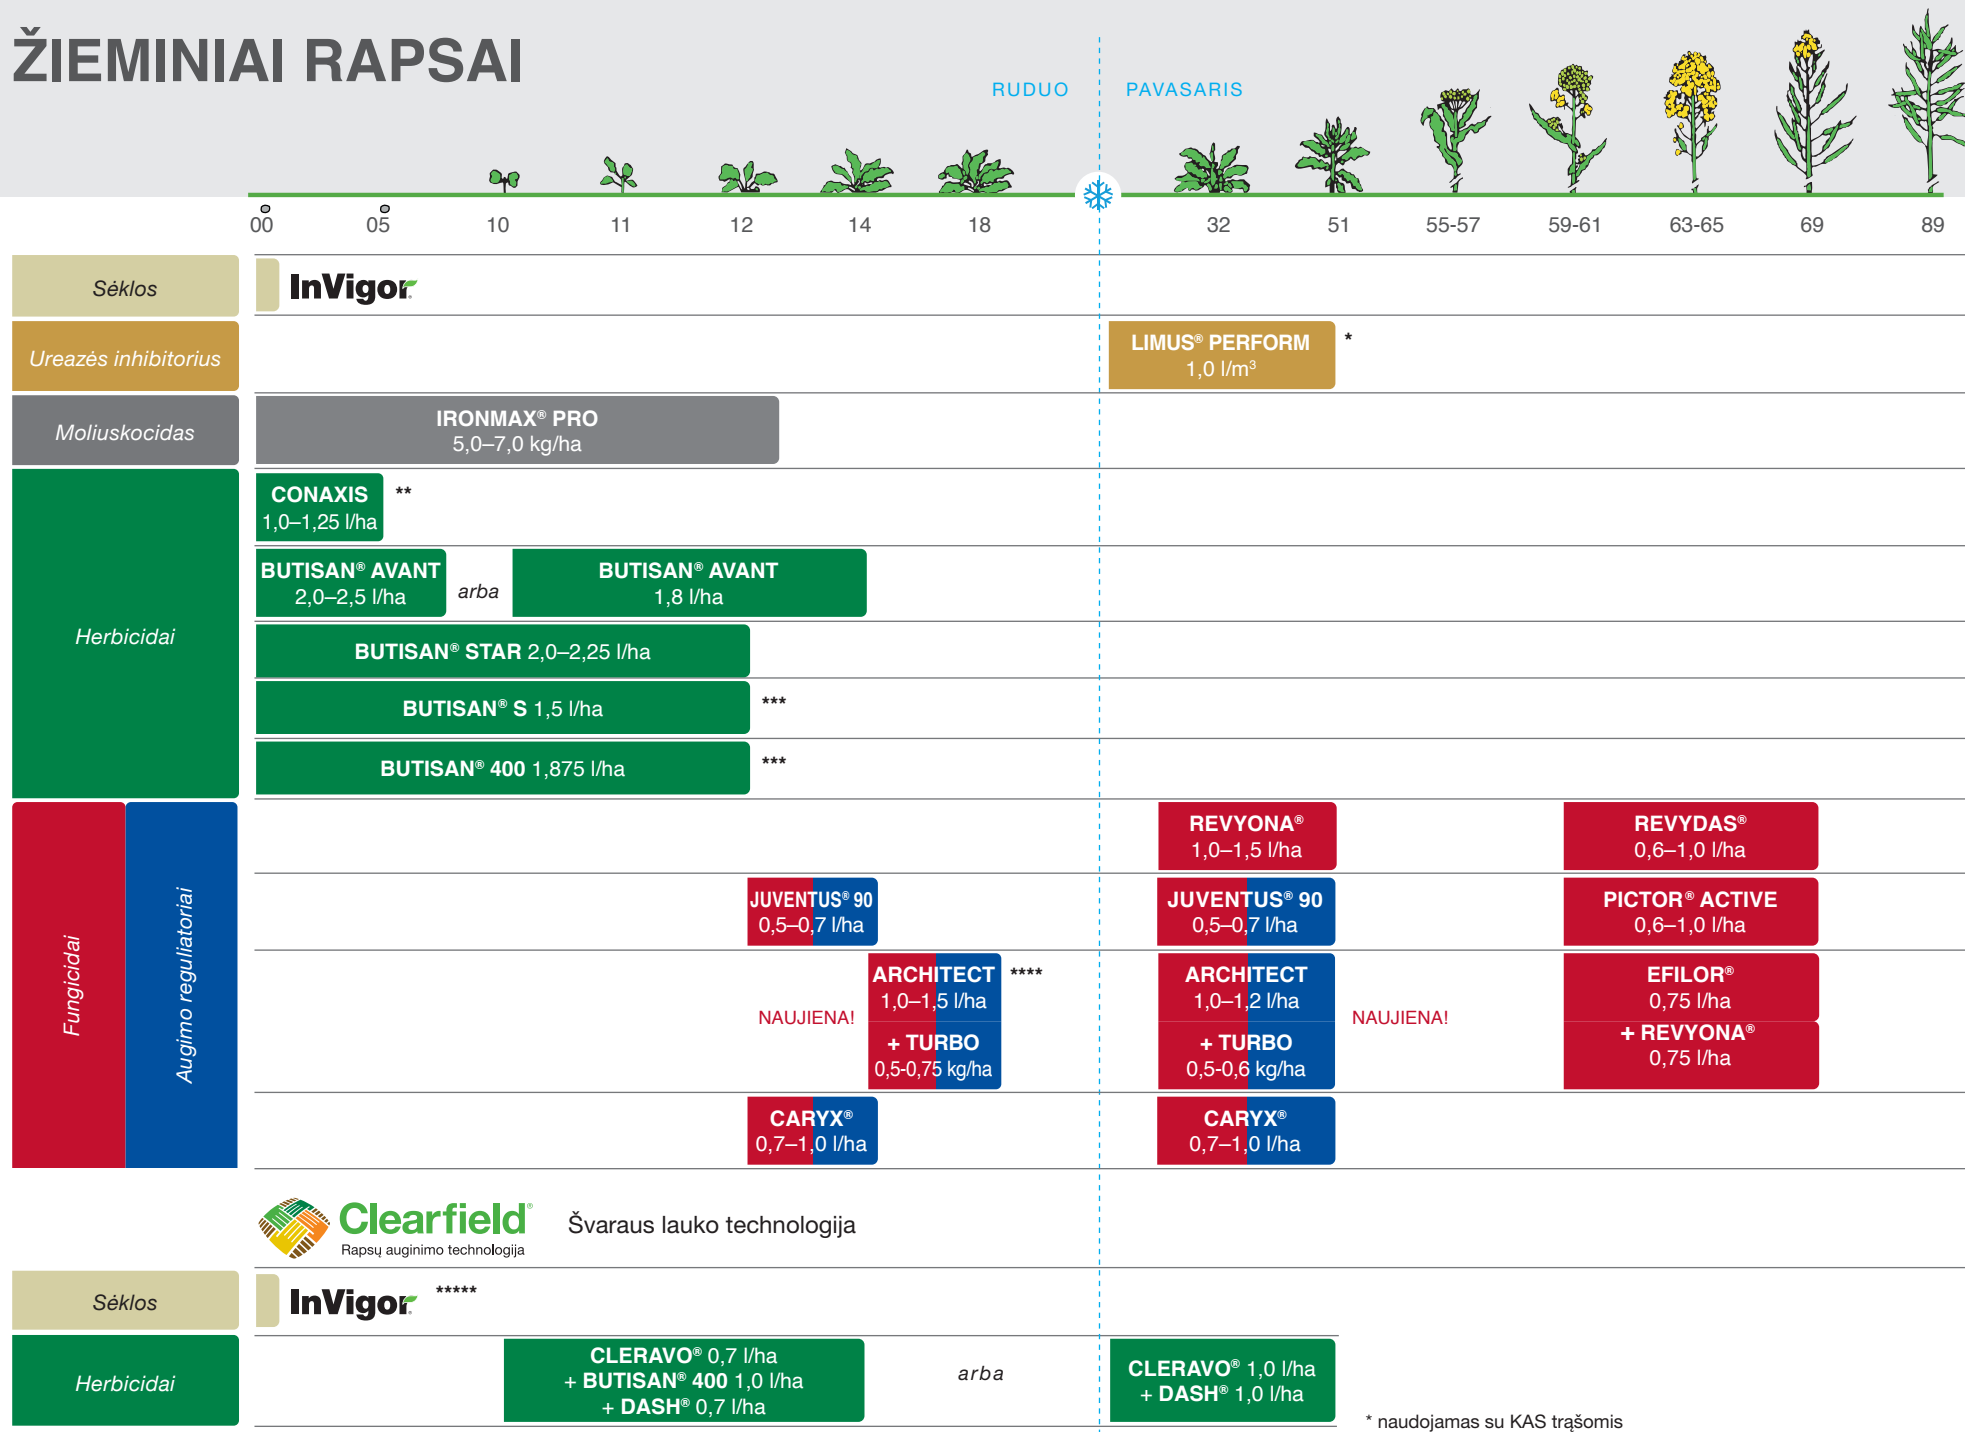 ŽIEMINIAI RAPSAI
RUDUO
PAVASARIS
00
05
10
11
12
14
18
32
51
55-57
59-61
63-65
69
89
Sėklos
InVigor®
Ureazės inhibitorius
LIMUS® PERFORM
1,0 l/m³
*
Moliuskocidas
IRONMAX® PRO
5,0–7,0 kg/ha
Herbicidai
CONAXIS
1,0–1,25 l/ha
**
BUTISAN® AVANT
2,0–2,5 l/ha
arba
BUTISAN® AVANT
1,8 l/ha
BUTISAN® STAR 2,0–2,25 l/ha
BUTISAN® S 1,5 l/ha
***
BUTISAN® 400 1,875 l/ha
***
Fungicidai
Augimo reguliatoriai
REVYONA®
1,0–1,5 l/ha
REVYDAS®
0,6–1,0 l/ha
JUVENTUS® 90
0,5–0,7 l/ha
JUVENTUS® 90
0,5–0,7 l/ha
PICTOR® ACTIVE
0,6–1,0 l/ha
NAUJIENA!
ARCHITECT
1,0–1,5 l/ha
+ TURBO
0,5-0,75 kg/ha
****
ARCHITECT
1,0–1,2 l/ha
+ TURBO
0,5-0,6 kg/ha
NAUJIENA!
EFILOR®
0,75 l/ha
+ REVYONA®
0,75 l/ha
CARYX®
0,7–1,0 l/ha
CARYX®
0,7–1,0 l/ha
Clearfield®
Rapsų auginimo technologija
Švaraus lauko technologija
Sėklos
InVigor®
*****
Herbicidai
CLERAVO® 0,7 l/ha
+ BUTISAN® 400 1,0 l/ha
+ DASH® 0,7 l/ha
arba
CLERAVO® 1,0 l/ha
+ DASH® 1,0 l/ha
* naudojamas su KAS trąšomis